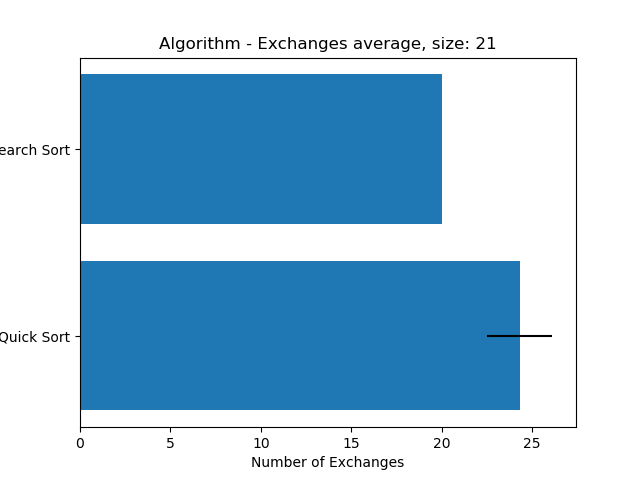 Algorithm - Exchanges average, size: 21
earch Sort
Quick Sort
0 5 10 15 20 25
Number of Exchanges